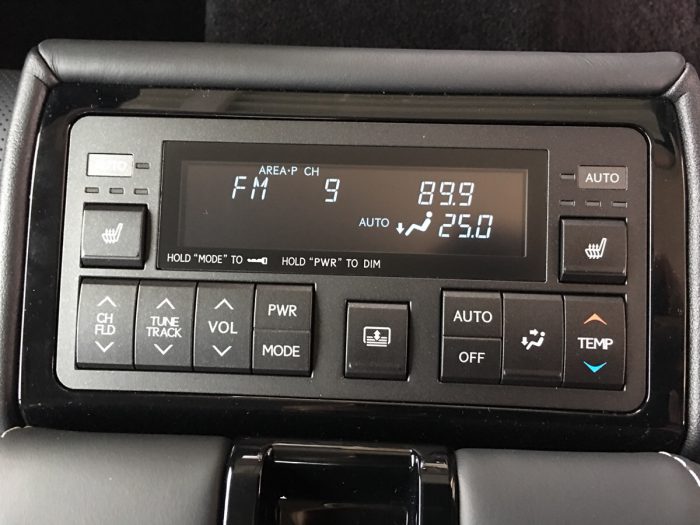 AUTO
AREA·P CH
FM 9 89.9
AUTO 25.0
AUTO
HOLD "MODE" TO
HOLD "PWR" TO DIM
CH
FLD
TUNE
TRACK
VOL
PWR
MODE
AUTO
OFF
TEMP